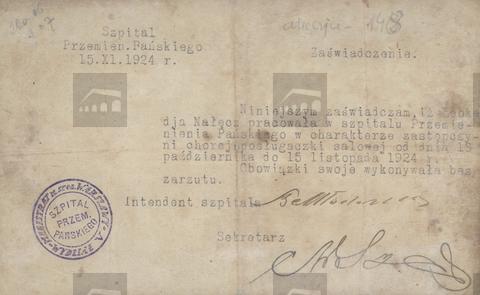 Szpital
Przemien.Pańskiego
15.XI.1924 r.
Zaświadczenie.
Niniejszym zaświadczam, iż
dja Nałęcz pracowała w szpitalu Przemie-
nienia Pańskiego w charakterze zastępczy-
ni chorej posługaczki salowej od dnia 15
października do 15 listopada 1924 r.
Obowiązki swoje wykonywała bez
zarzutu.
Intendent szpitala
Sekretarz
SZPITAL
PRZEM.
PAŃSKIEGO